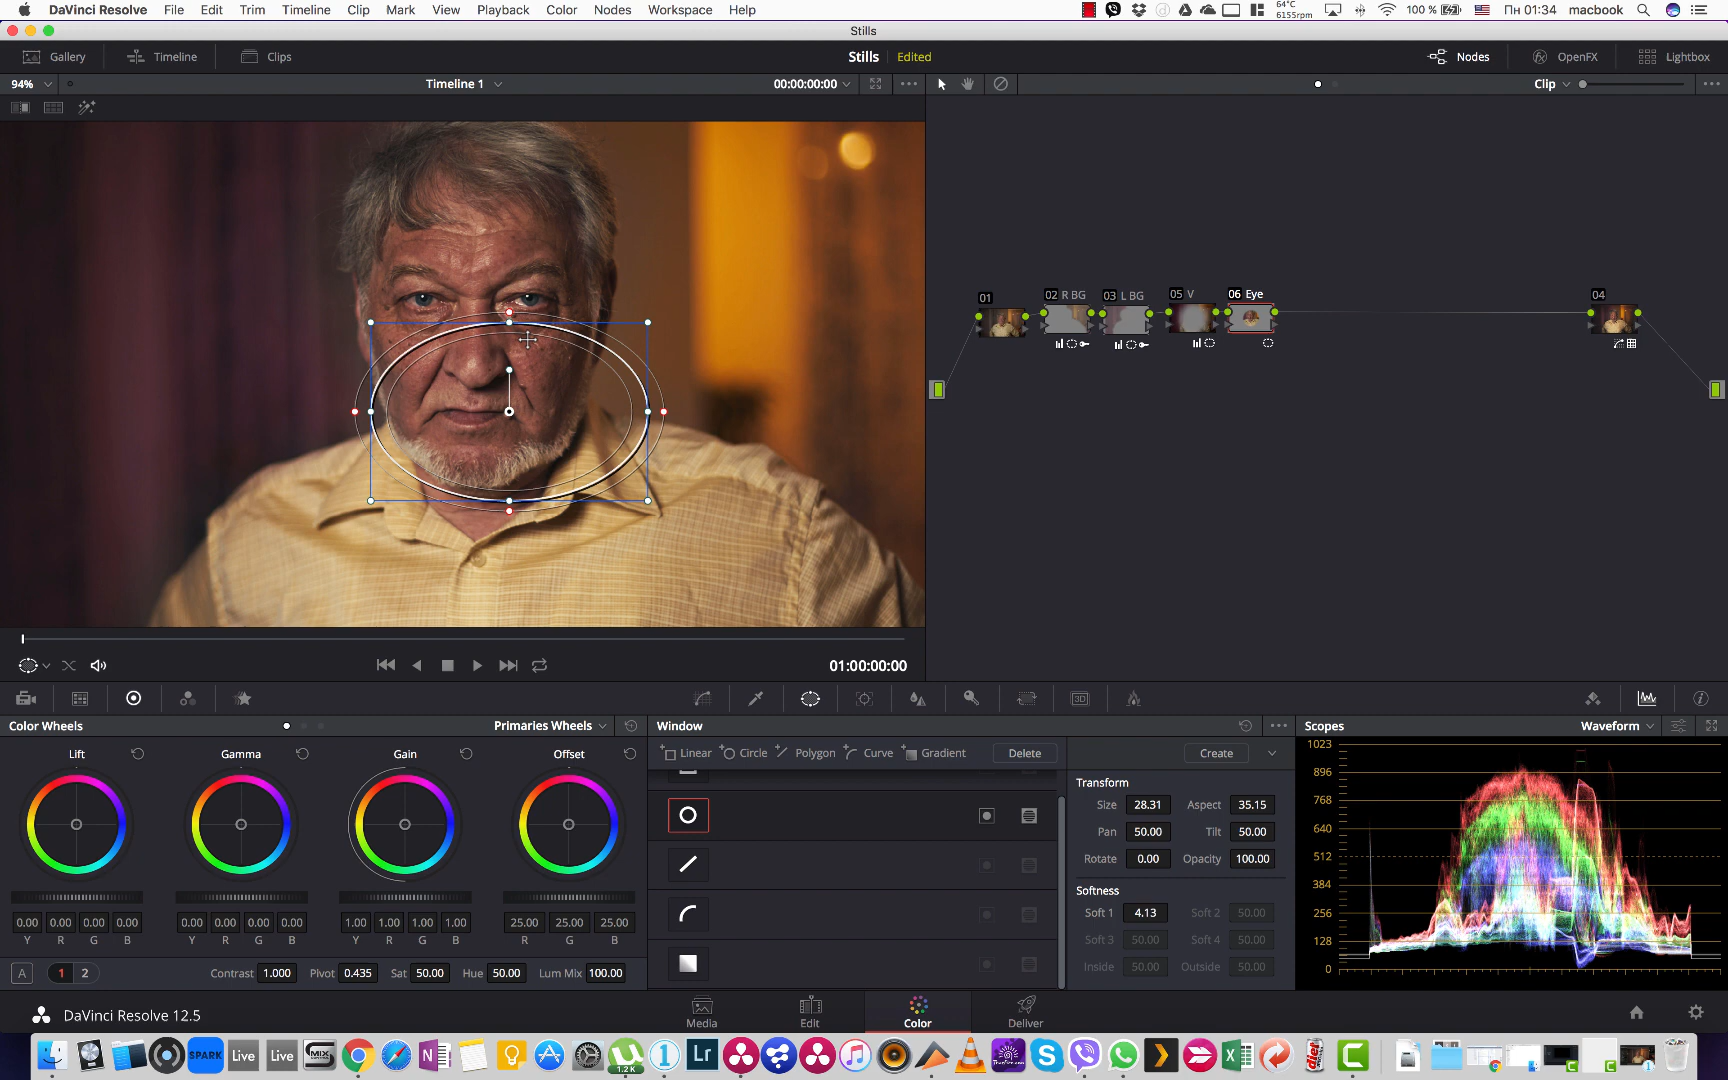 DaVinci Resolve File Edit Trim Timeline Clip Mark View Playback Color Nodes Workspace Help
64°C
6155rpm
100 % Пн 01:34 macbook
Stills
Gallery Timeline Clips Stills Edited Nodes OpenFX Lightbox
94% Timeline 1 00:00:00:00 Clip
01 02 R BG 03 L BG 05 V 06 Eye 04
01:00:00:00
Color Wheels Primaries Wheels Window Scopes Waveform
Lift Gamma Gain Offset
Linear Circle Polygon Curve Gradient Delete Create
Transform
Size 28.31 Aspect 35.15
Pan 50.00 Tilt 50.00
Rotate 0.00 Opacity 100.00
Softness
Soft 1 4.13 Soft 2 50.00
Soft 3 50.00 Soft 4 50.00
Inside 50.00 Outside 50.00
1023
896
768
640
512
384
256
128
0
0.00 0.00 0.00 0.00 0.00 0.00 0.00 0.00 1.00 1.00 1.00 1.00 25.00 25.00 25.00
Y R G B Y R G B Y R G B R G B
A 1 2 Contrast 1.000 Pivot 0.435 Sat 50.00 Hue 50.00 Lum Mix 100.00
DaVinci Resolve 12.5
Media Edit Color Deliver
SPARK Live Live MIX Lr
1.2 K